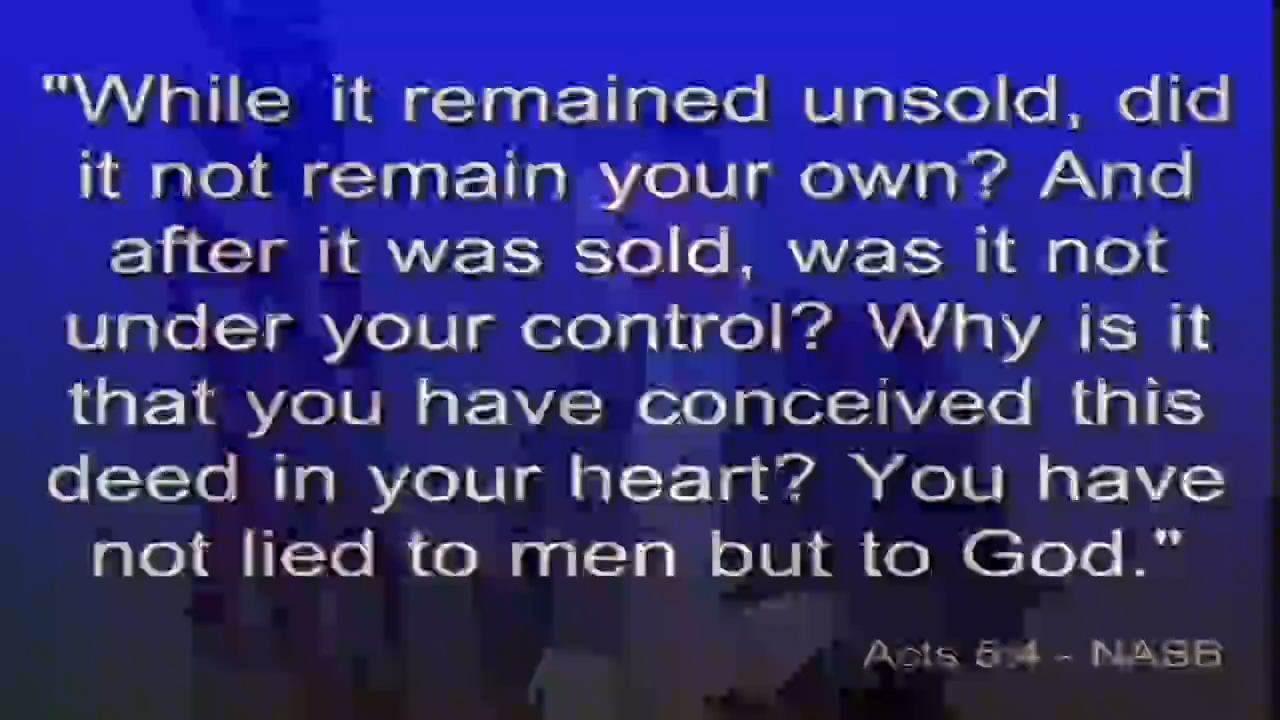 "While it remained unsold, did
it not remain your own? And
after it was sold, was it not
under your control? Why is it
that you have conceived this
deed in your heart? You have
not lied to men but to God."
Acts 5:4 - NASB